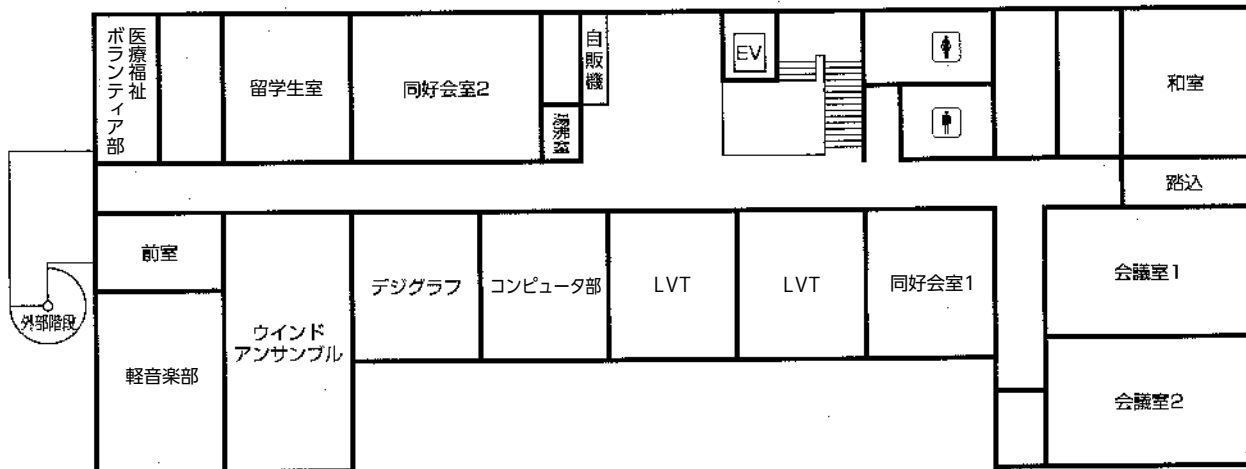 医療福祉
ボランティア部
留学生室
同好会室2
自販機
湯沸室
EV
和室
踏込
前室
デジグラフ
コンピュータ部
LVT
LVT
同好会室1
会議室1
外部階段
ウインド
アンサンブル
軽音楽部
会議室2